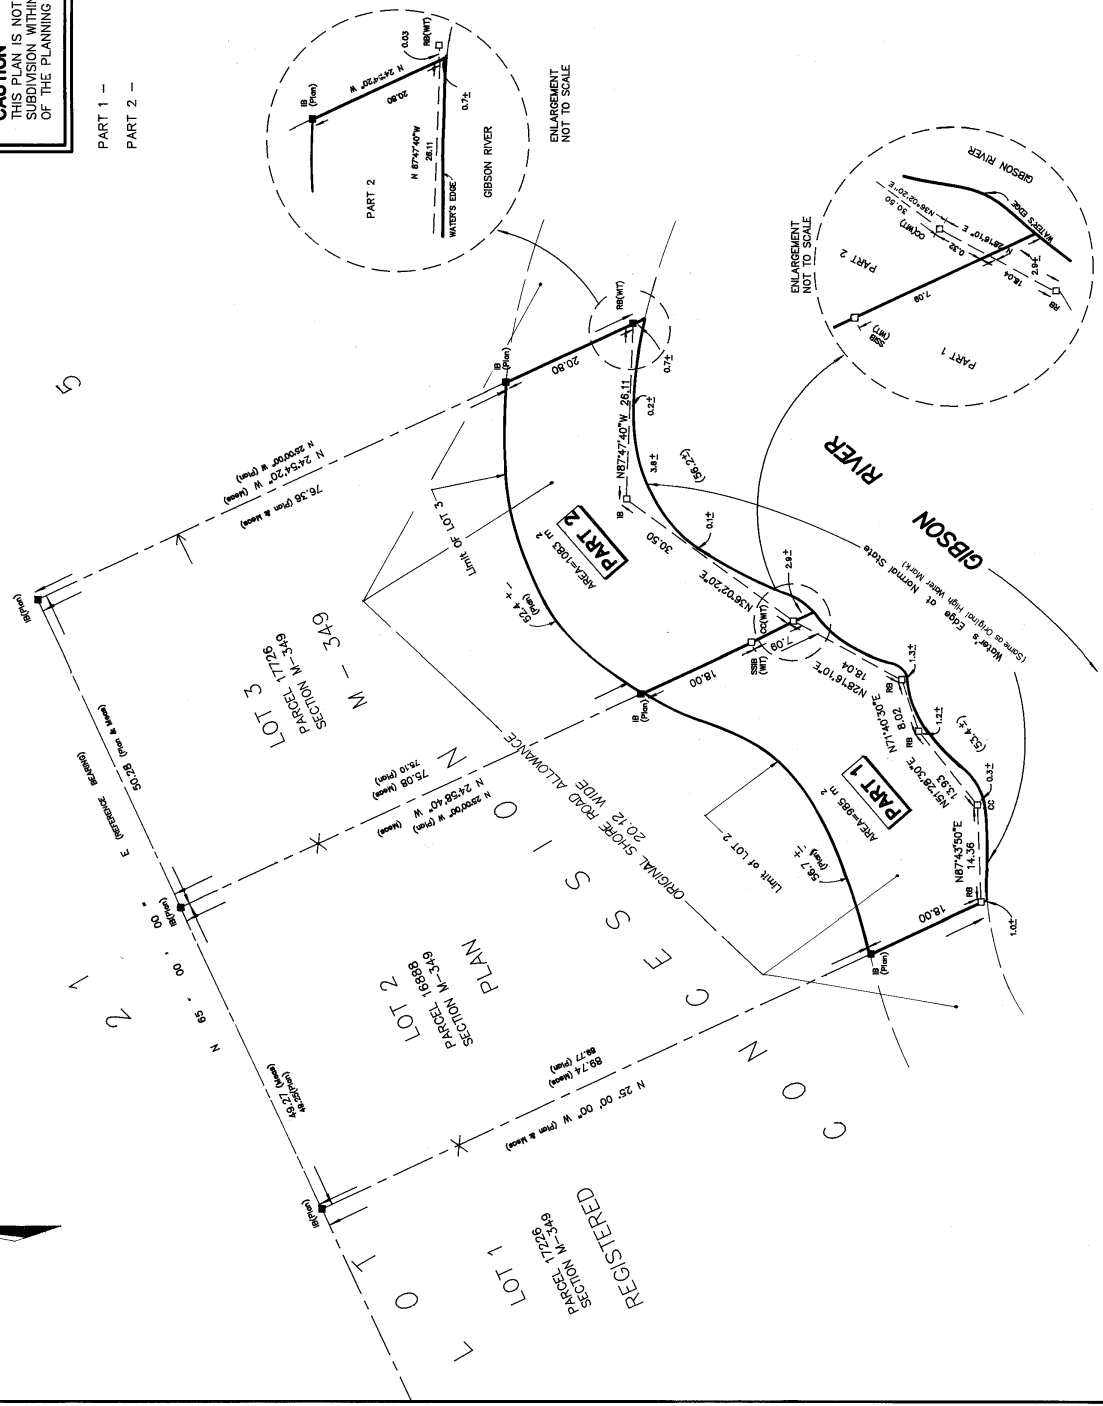 CAUTION
THIS PLAN IS NOT
SUBDIVISION WITHIN
OF THE PLANNING
PART 1 –
PART 2 –
IB
(Plan)
N 24°54'20" W
20.80
0.03
RB(WIT)
PART 2
N 87°47'40"W
26.11
0.7±
WATER'S EDGE
GIBSON RIVER
ENLARGEMENT
NOT TO SCALE
ENLARGEMENT
NOT TO SCALE
GIBSON RIVER
N36°02'20"E
30.50
CC(WIT)
WATER'S EDGE
N 28°16'10" E
0.32
18.04
2.9±
RB
PART 2
7.09
SSIB
(WIT)
PART 1
5
N 25°00'00" W (Plan)
N 24°54'20" W (Meas)
76.36 (Plan & Meas)
IB(Plan)
E (REFERENCE BEARING)
50.28 (Plan & Meas)
LOT 3
PARCEL 17726
SECTION M-349
M – 349
Limit OF LOT 3
IB
(Plan)
20.80
RB(WIT)
0.7±
N87°47'40"W 26.11
0.2±
3.8±
(56.2±)
IB
30.50
N36°02'20"E
0.1±
AREA=1083 m²
PART 2
52.4 + -
(Plan)
2.9±
CC(WIT)
7.09
SSIB
(WIT)
18.00
IB
(Plan)
GIBSON RIVER
Water's Edge at Normal State
(Same as Original High Water Mark)
N28°16'10"E
18.04
1.3±
RB
N71°40'30"E
8.02
RB
1.2±
(53.4±)
N51°28'30"E
13.93
0.3±
CC
N87°43'50"E
14.36
RB
1.0±
18.00
IB
(Plan)
AREA=985 m²
PART 1
56.7 ±
(Plan)
Limit of LOT 2
ORIGINAL SHORE ROAD ALLOWANCE
20.12 WIDE
75.10 (Plan)
75.08 (Meas)
N 24°58'40" W (Meas)
N 25°00'00" W (Plan)
IB(Plan)
N 65° 00' 00"
21
LOT 2
PARCEL 16888
SECTION M-349
PLAN
49.27 (Meas)
49.25(Plan)
89.77 (Plan)
89.74 (Meas)
N 25° 00' 00" W (Plan & Meas)
IB(Plan)
CONCESSION
LOT
LOT 1
PARCEL 17226
SECTION M-349
REGISTERED